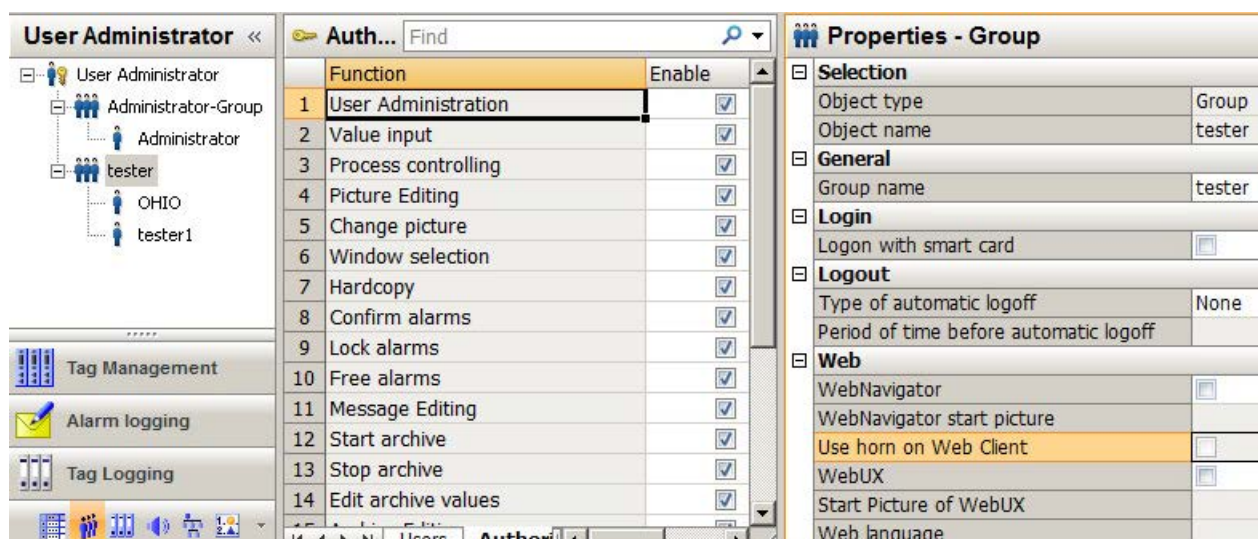 User Administrator «
User Administrator
Administrator-Group
Administrator
tester
OHIO
tester1
Tag Management
Alarm logging
Tag Logging
Auth... Find
Function Enable
1 User Administration
2 Value input
3 Process controlling
4 Picture Editing
5 Change picture
6 Window selection
7 Hardcopy
8 Confirm alarms
9 Lock alarms
10 Free alarms
11 Message Editing
12 Start archive
13 Stop archive
14 Edit archive values
Users
Properties - Group
Selection
Object type Group
Object name tester
General
Group name tester
Login
Logon with smart card
Logout
Type of automatic logoff None
Period of time before automatic logoff
Web
WebNavigator
WebNavigator start picture
Use horn on Web Client
WebUX
Start Picture of WebUX
Web language